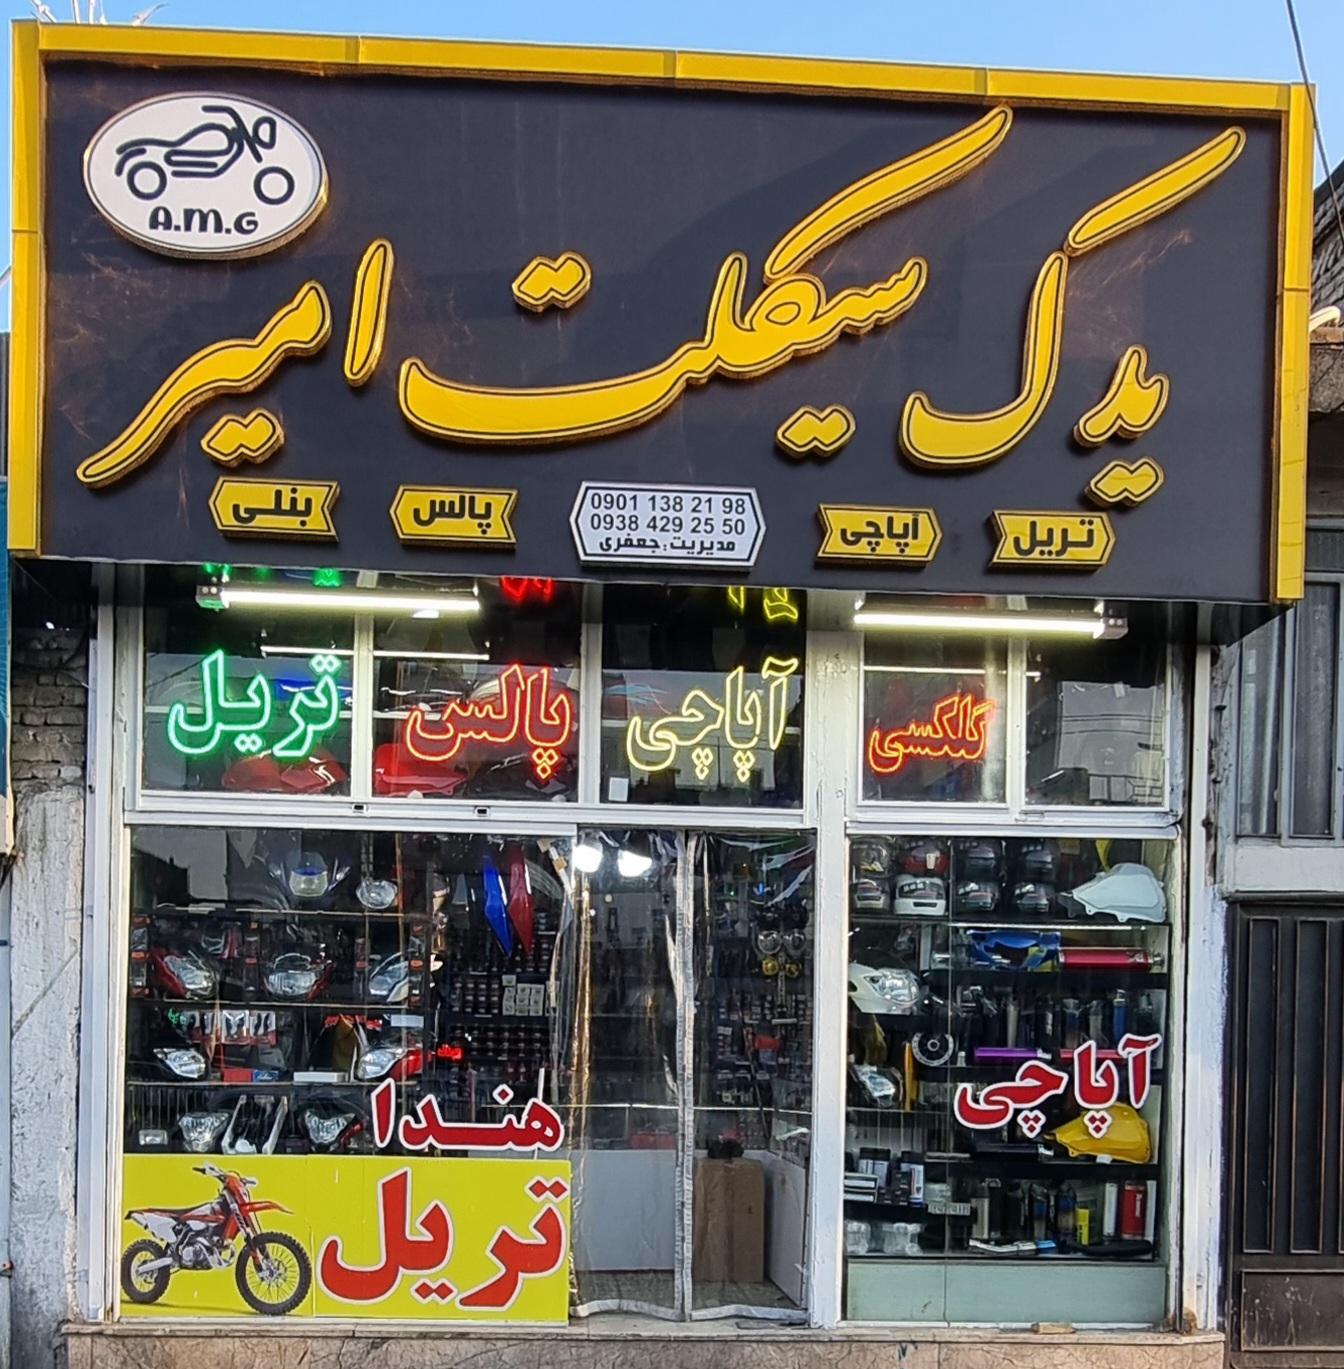 A.M.G
یدک سیکلت امیر
تریل
آپاچی
0901 138 21 98
0938 429 25 50
مدیریت: جعفری
پالس
بنلی
گلکسی
آپاچی
پالس
تریل
آپاچی
هندا
تریل